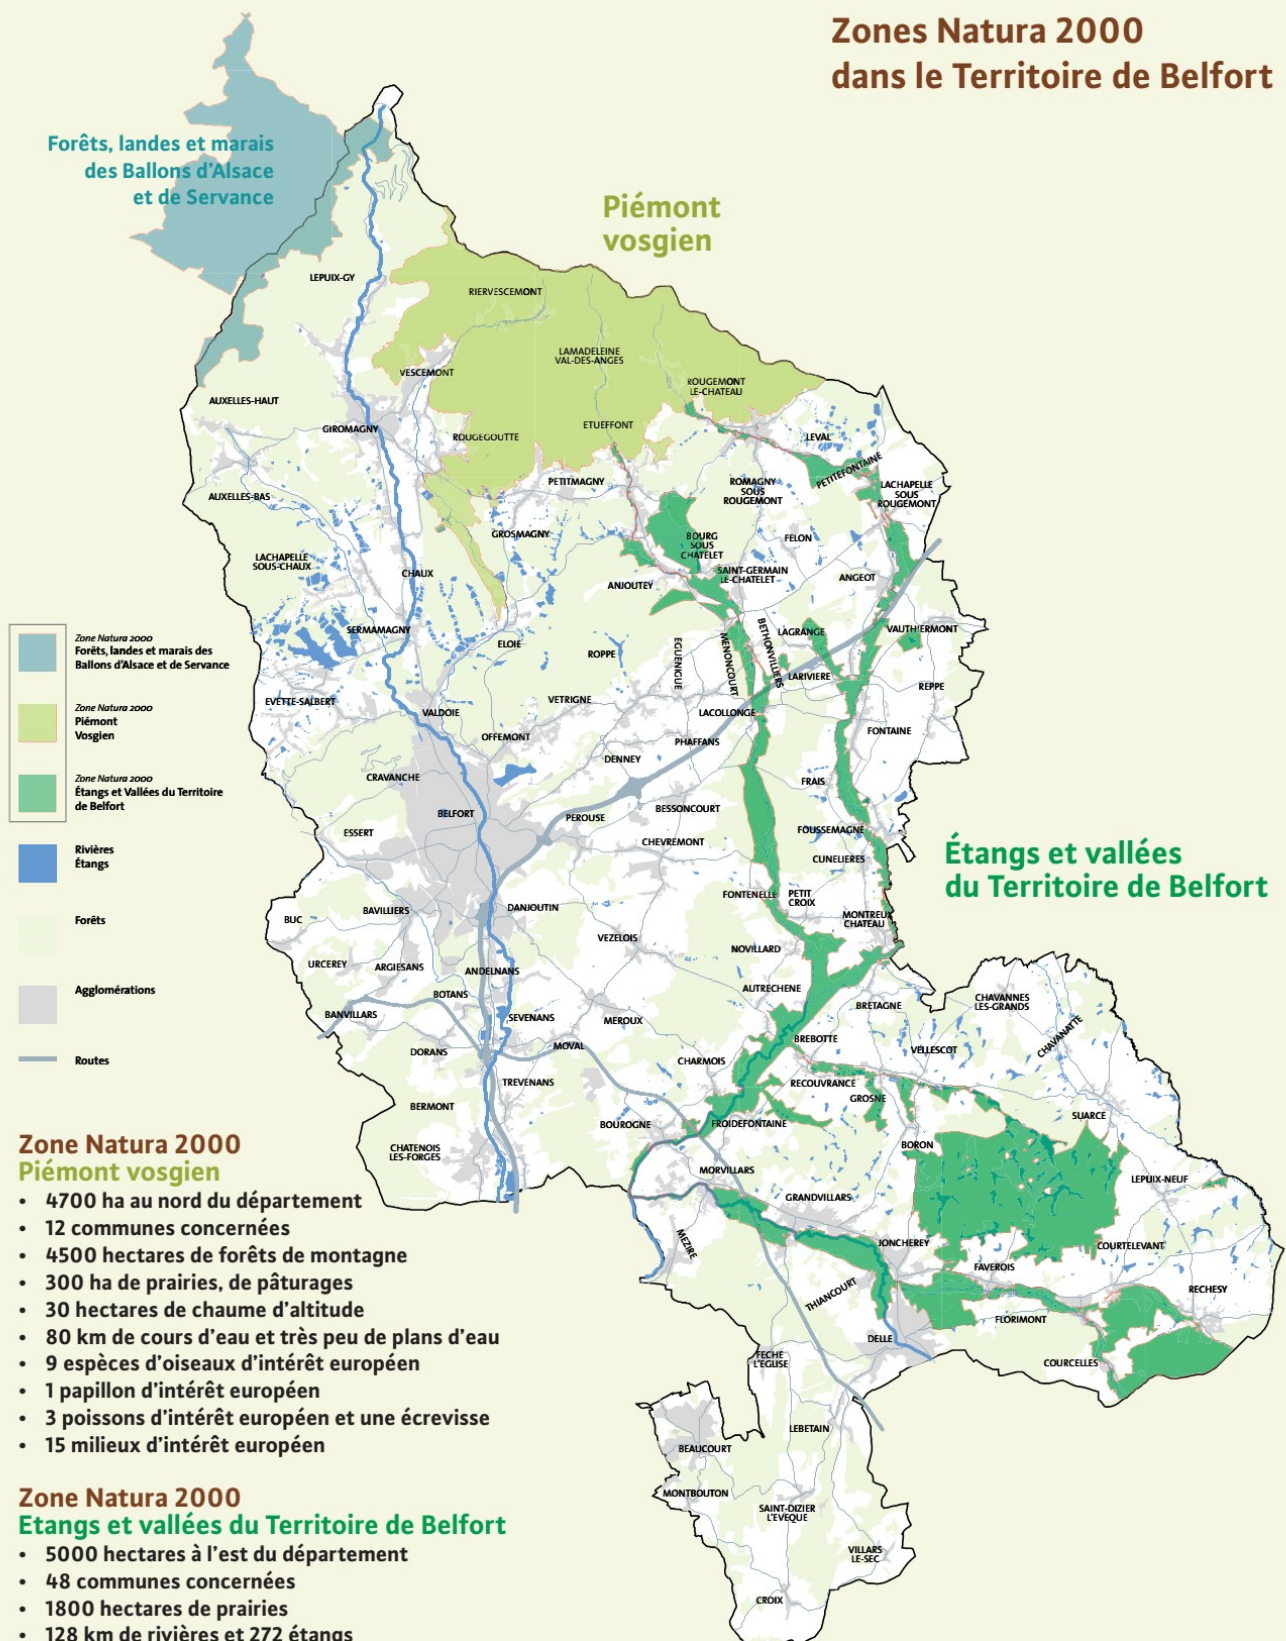 Zones Natura 2000
dans le Territoire de Belfort
Forêts, landes et marais
des Ballons d'Alsace
et de Servance
Piémont
vosgien
LEPUIX-GY
RIERVESCEMONT
LAMADELEINE
VAL-DES-ANGES
VESCEMONT
ROUGEMONT
LE-CHATEAU
AUXELLES-HAUT
GIROMAGNY
ROUGEGOUTTE
ETUEFFONT
LEVAL
PETITEFONTAINE
AUXELLES-BAS
PETITMAGNY
ROMAGNY
SOUS
ROUGEMONT
LACHAPELLE
SOUS
ROUGEMONT
GROSMAGNY
BOURG
SOUS
CHATELET
FELON
LACHAPELLE
SOUS-CHAUX
CHAUX
ANJOUTEY
SAINT-GERMAIN
LE-CHATELET
ANGEOT
SERMAMAGNY
ELOIE
ROPPE
EGUENIGUE
MENONCOURT
BETHONVILLIERS
LAGRANGE
VAUTHIERMONT
LARIVIERE
REPPE
EVETTE-SALBERT
VALDOIE
VETRIGNE
LACOLLONGE
OFFEMONT
PHAFFANS
FONTAINE
DENNEY
CRAVANCHE
FRAIS
BELFORT
PEROUSE
BESSONCOURT
ESSERT
CHEVREMONT
FOUSSEMAGNE
CUNELIERES
FONTENELLE
PETIT
CROIX
BUC
BAVILLIERS
DANJOUTIN
MONTREUX
CHATEAU
VEZELOIS
NOVILLARD
URCEREY
ARGIESANS
ANDELNANS
AUTRECHENE
BOTANS
BRETAGNE
CHAVANNES
LES-GRANDS
BANVILLARS
SEVENANS
MEROUX
CHAVANATTE
DORANS
MOVAL
BREBOTTE
VELLESCOT
CHARMOIS
TREVENANS
RECOUVRANCE
GROSNE
BERMONT
SUARCE
BOUROGNE
FROIDEFONTAINE
BORON
CHATENOIS
LES-FORGES
MORVILLARS
LEPUIX-NEUF
GRANDVILLARS
MEZIRE
JONCHEREY
COURTELEVANT
FAVEROIS
THIANCOURT
RECHESY
FLORIMONT
DELLE
FECHE
L'EGLISE
COURCELLES
LEBETAIN
BEAUCOURT
MONTBOUTON
SAINT-DIZIER
L'EVEQUE
VILLARS
LE-SEC
CROIX
Étangs et vallées
du Territoire de Belfort
Zone Natura 2000
Forêts, landes et marais des
Ballons d'Alsace et de Servance
Zone Natura 2000
Piémont
Vosgien
Zone Natura 2000
Étangs et Vallées du Territoire
de Belfort
Rivières
Étangs
Forêts
Agglomérations
Routes
Zone Natura 2000
Piémont vosgien
• 4700 ha au nord du département
• 12 communes concernées
• 4500 hectares de forêts de montagne
• 300 ha de prairies, de pâturages
• 30 hectares de chaume d'altitude
• 80 km de cours d'eau et très peu de plans d'eau
• 9 espèces d'oiseaux d'intérêt européen
• 1 papillon d'intérêt européen
• 3 poissons d'intérêt européen et une écrevisse
• 15 milieux d'intérêt européen
Zone Natura 2000
Etangs et vallées du Territoire de Belfort
• 5000 hectares à l'est du département
• 48 communes concernées
• 1800 hectares de prairies
• 128 km de rivières et 272 étangs